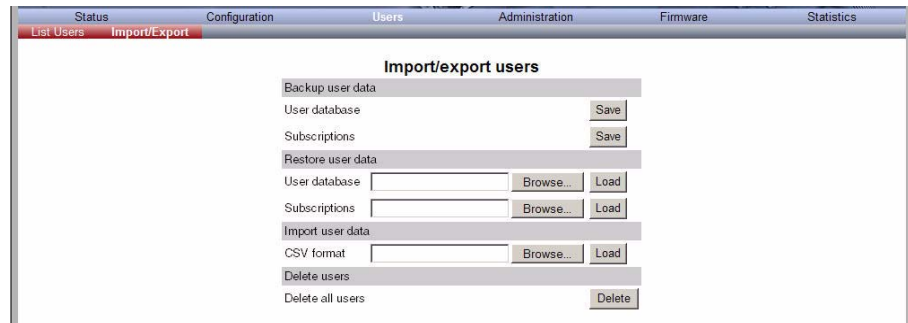 Status Configuration Users Administration Firmware Statistics
List Users Import/Export
Import/export users
Backup user data
User database Save
Subscriptions Save
Restore user data
User database Browse... Load
Subscriptions Browse... Load
Import user data
CSV format Browse... Load
Delete users
Delete all users Delete